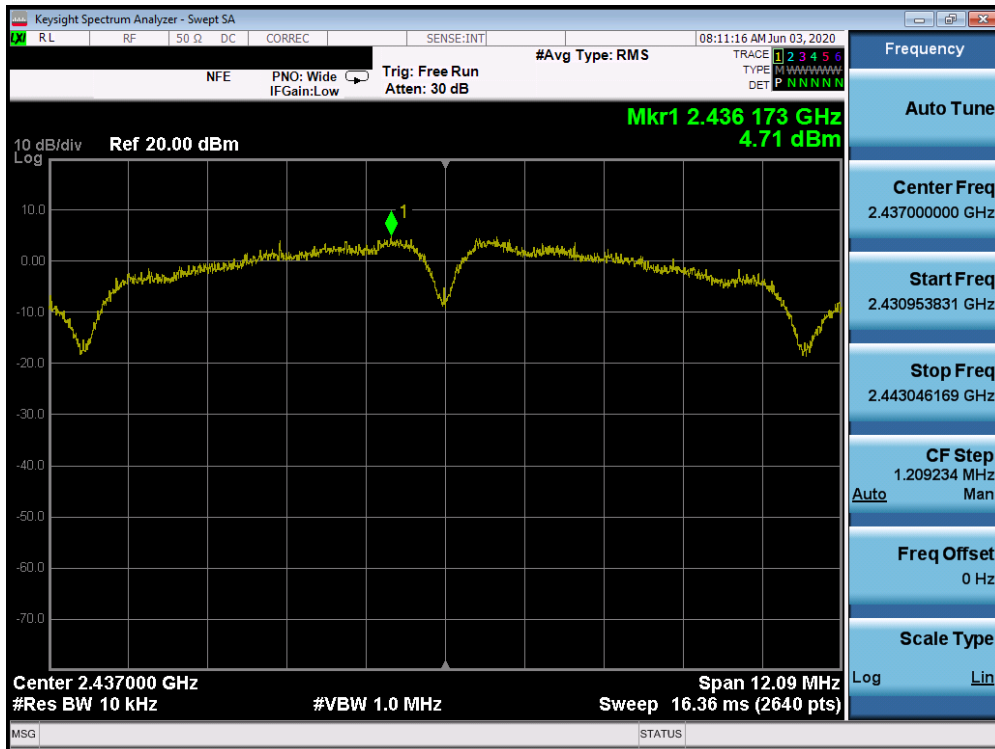 Keysight Spectrum Analyzer - Swept SA
LXI RL RF 50 Ω DC CORREC SENSE:INT 08:11:16 AM Jun 03, 2020
#Avg Type: RMS TRACE 1 2 3 4 5 6
NFE PNO: Wide Trig: Free Run TYPE M WWWWW
IFGain:Low Atten: 30 dB DET P N N N N N
Mkr1 2.436 173 GHz
4.71 dBm
10 dB/div Ref 20.00 dBm
Log
10.0
1
0.00
-10.0
-20.0
-30.0
-40.0
-50.0
-60.0
-70.0
Center 2.437000 GHz Span 12.09 MHz
#Res BW 10 kHz #VBW 1.0 MHz Sweep 16.36 ms (2640 pts)
MSG STATUS
Frequency
Auto Tune
Center Freq
2.437000000 GHz
Start Freq
2.430953831 GHz
Stop Freq
2.443046169 GHz
CF Step
1.209234 MHz
Auto Man
Freq Offset
0 Hz
Scale Type
Log Lin